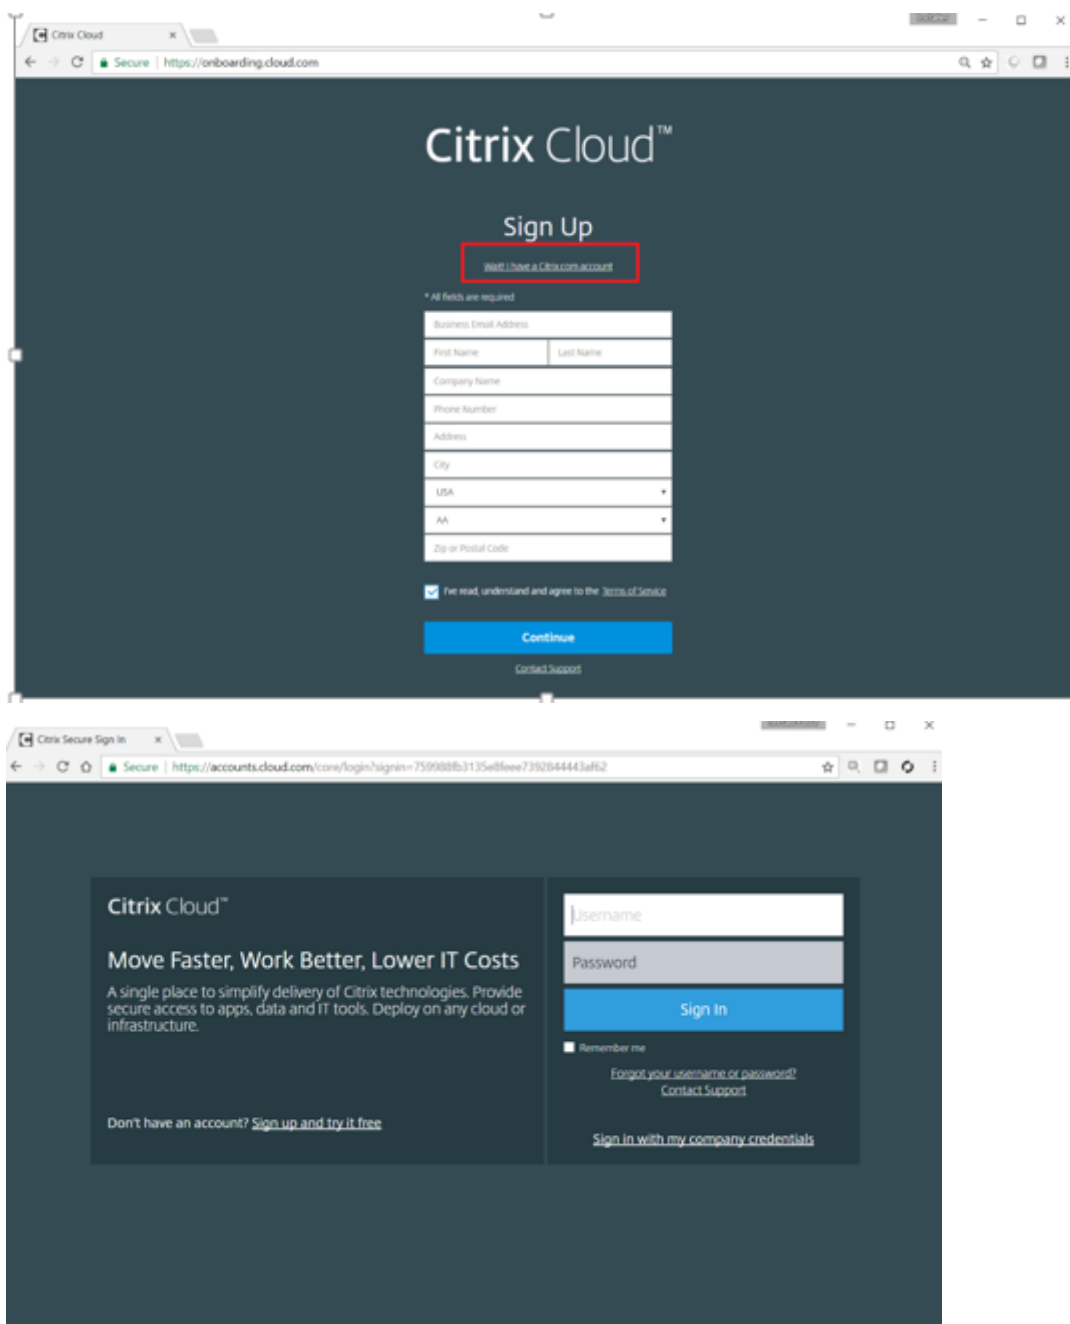 Citrix Cloud
Secure https://onboarding.cloud.com
Citrix Cloud™
Sign Up
Wait! I have a Citrix.com account
* All fields are required
Business Email Address
First Name Last Name
Company Name
Phone Number
Address
City
USA
AA
Zip or Postal Code
I've read, understand and agree to the Terms of Service
Continue
Contact Support
Citrix Secure Sign In
Secure https://accounts.cloud.com/core/login?signin=
Citrix Cloud™
Move Faster, Work Better, Lower IT Costs
A single place to simplify delivery of Citrix technologies. Provide
secure access to apps, data and IT tools. Deploy on any cloud or
infrastructure.
Don't have an account? Sign up and try it free
Username
Password
Sign In
Remember me
Forgot your username or password?
Contact Support
Sign in with my company credentials